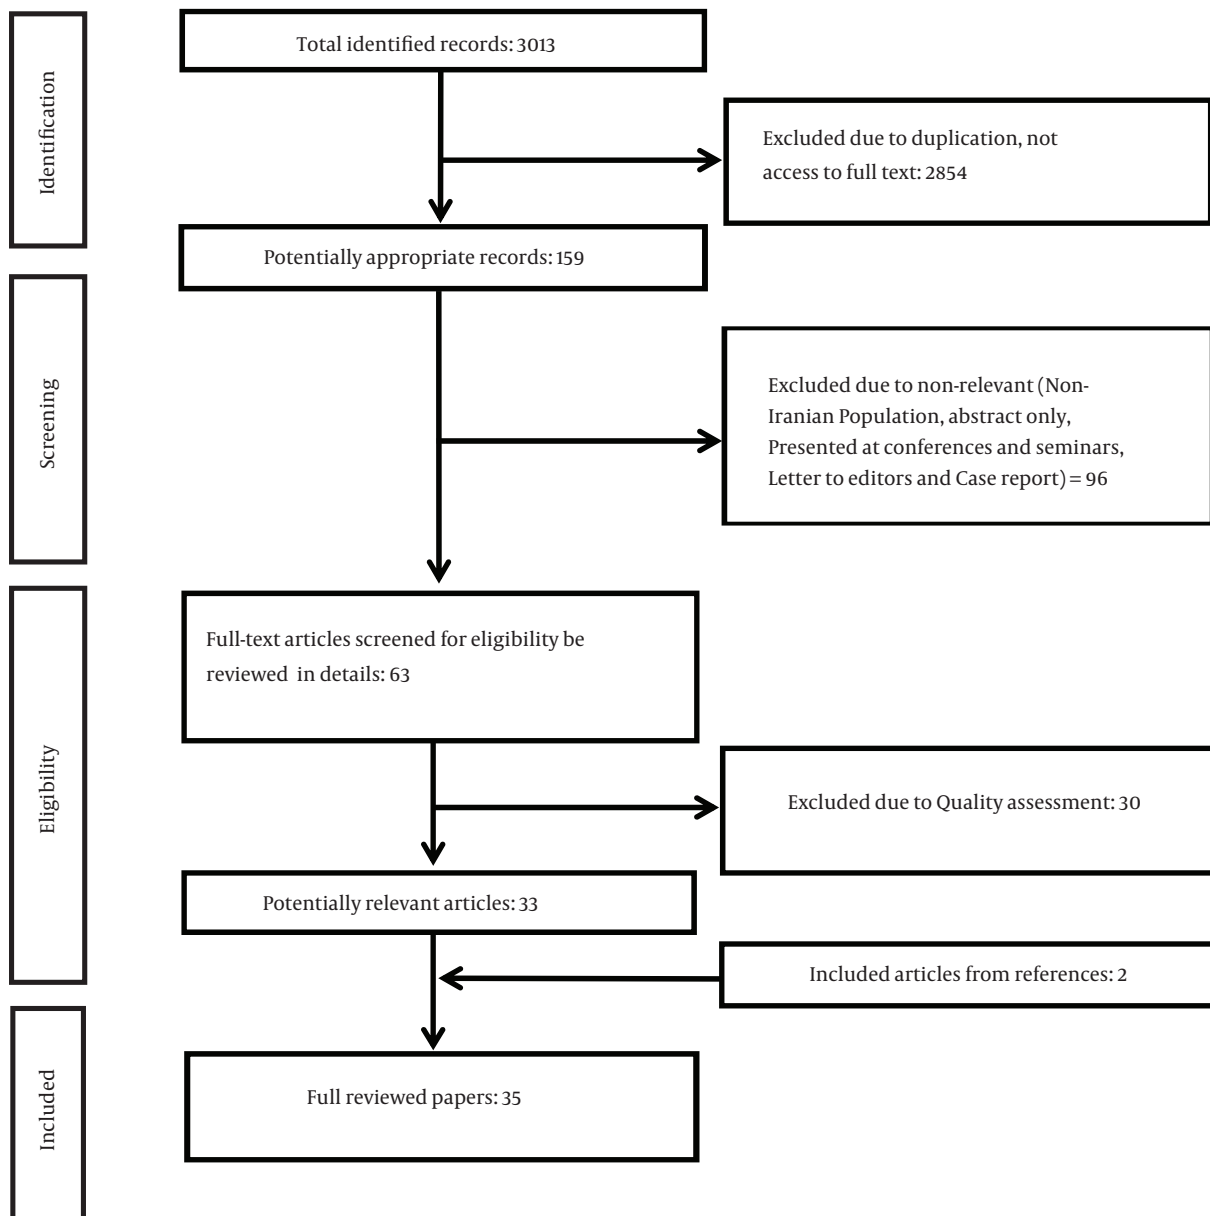 Identification
Total identified records: 3013
Excluded due to duplication, not
access to full text: 2854
Potentially appropriate records: 159
Screening
Excluded due to non-relevant (Non-
Iranian Population, abstract only,
Presented at conferences and seminars,
Letter to editors and Case report) = 96
Eligibility
Full-text articles screened for eligibility be
reviewed in details: 63
Excluded due to Quality assessment: 30
Potentially relevant articles: 33
Included articles from references: 2
Included
Full reviewed papers: 35